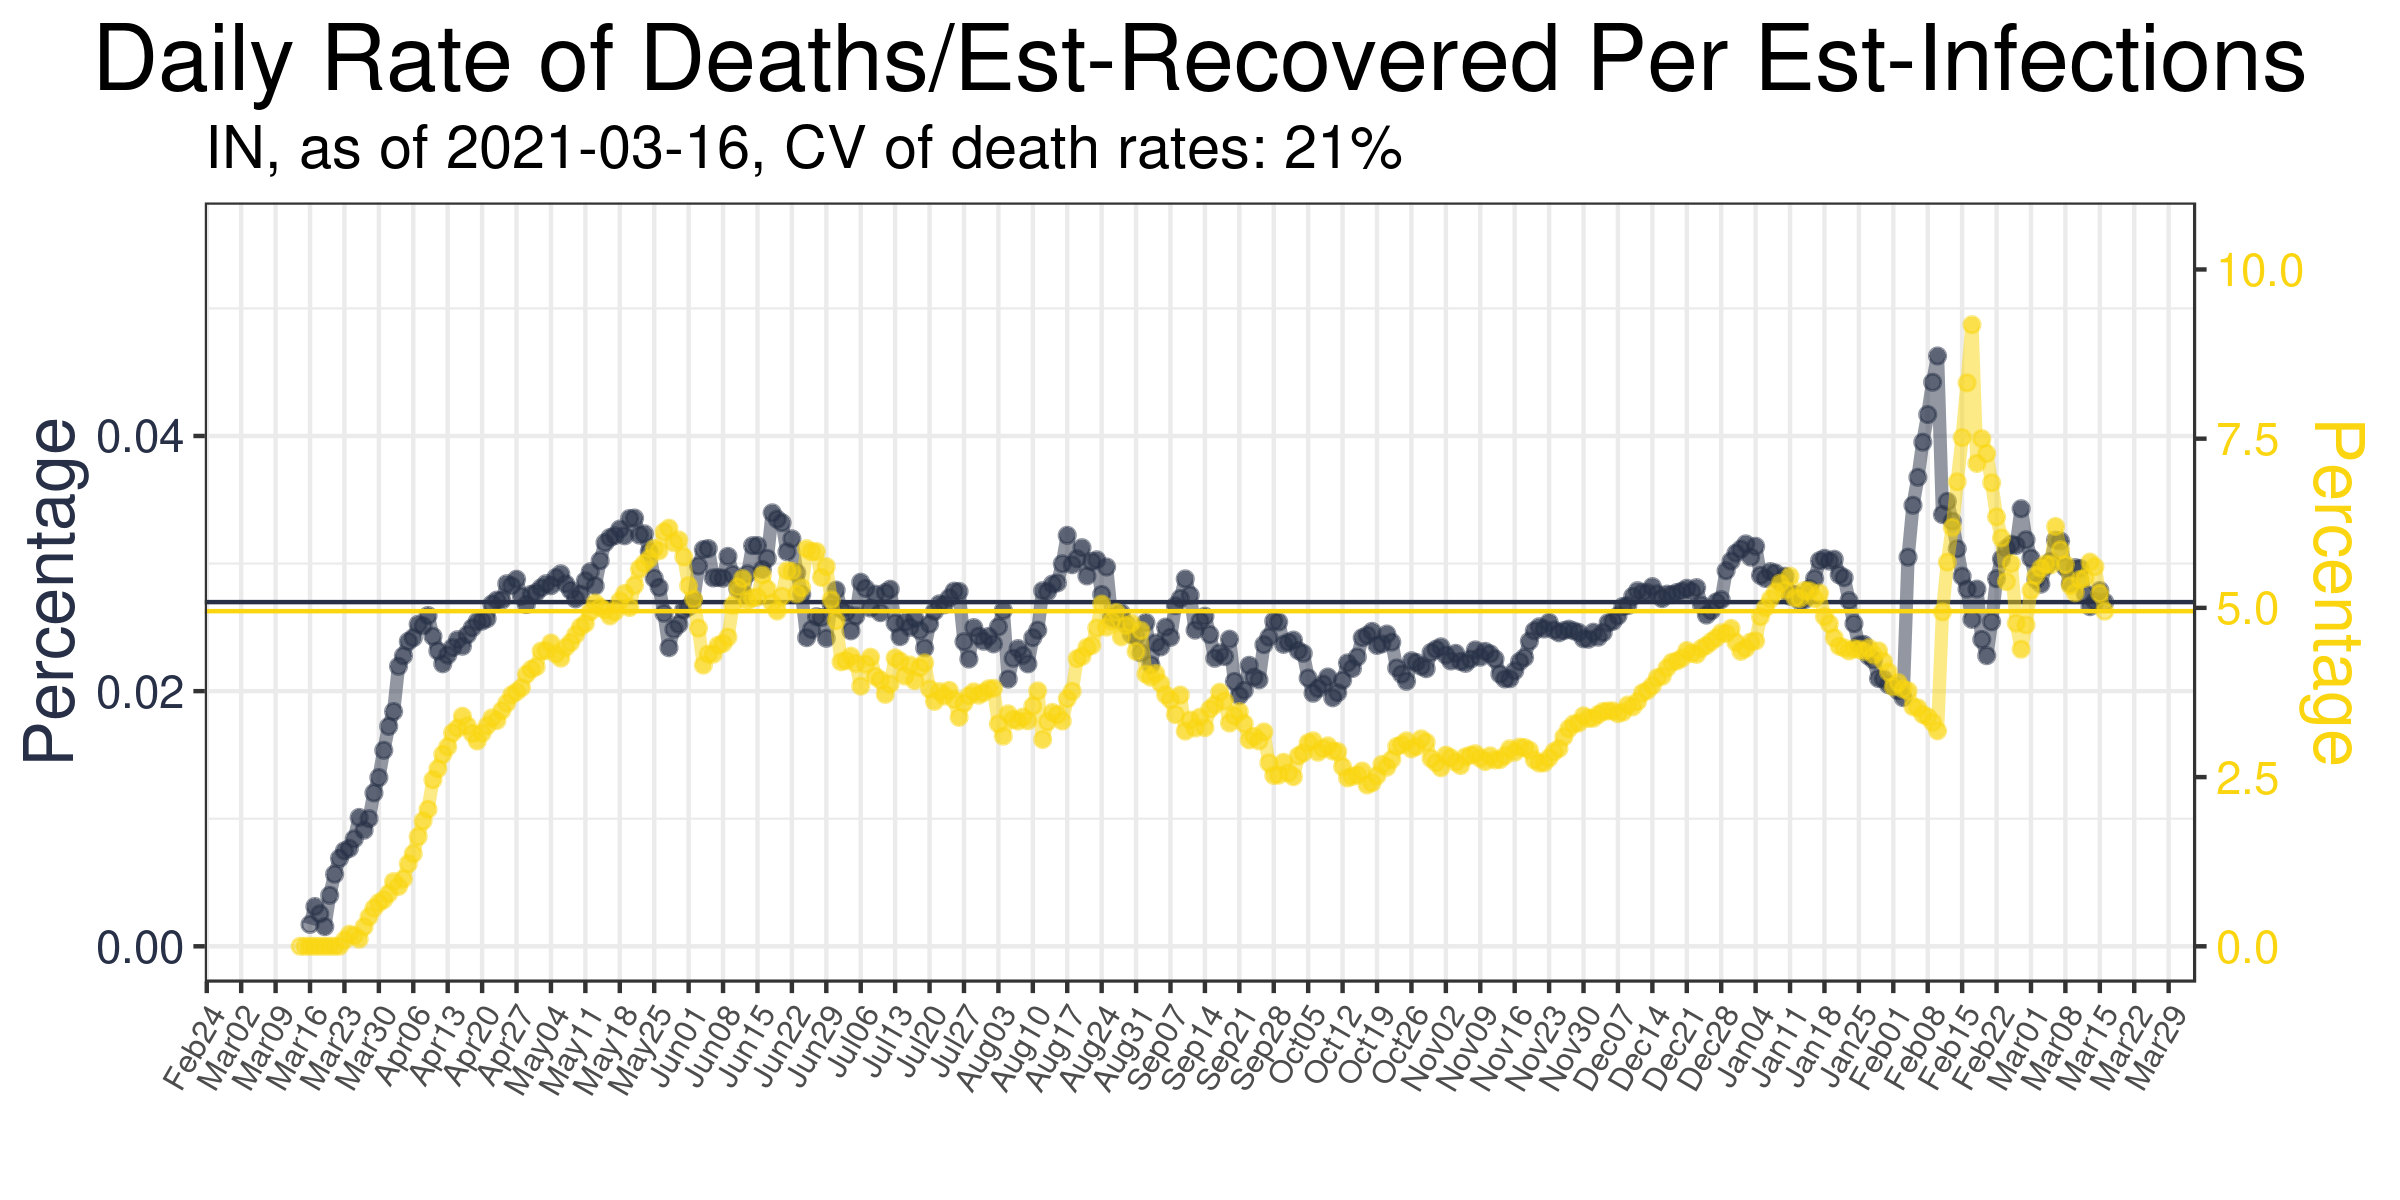 Daily Rate of Deaths/Est-Recovered Per Est-Infections
IN, as of 2021-03-16, CV of death rates: 21%
Percentage
0.04
0.02
0.00
10.0
7.5
5.0
2.5
0.0
Percentage
Feb24
Mar02
Mar09
Mar16
Mar23
Mar30
Apr06
Apr13
Apr20
Apr27
May04
May11
May18
May25
Jun01
Jun08
Jun15
Jun22
Jun29
Jul06
Jul13
Jul20
Jul27
Aug03
Aug10
Aug17
Aug24
Aug31
Sep07
Sep14
Sep21
Sep28
Oct05
Oct12
Oct19
Oct26
Nov02
Nov09
Nov16
Nov23
Nov30
Dec07
Dec14
Dec21
Dec28
Jan04
Jan11
Jan18
Jan25
Feb01
Feb08
Feb15
Feb22
Mar01
Mar08
Mar15
Mar22
Mar29